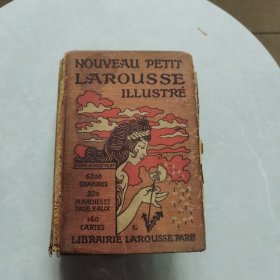 NOUVEAU PETIT
LAROUSSE
ILLUSTRÉ
6200
GRAVURES
220
PLANCHES ET
TABLEAUX
140
CARTES
LIBRAIRIE LAROUSSE PARIS